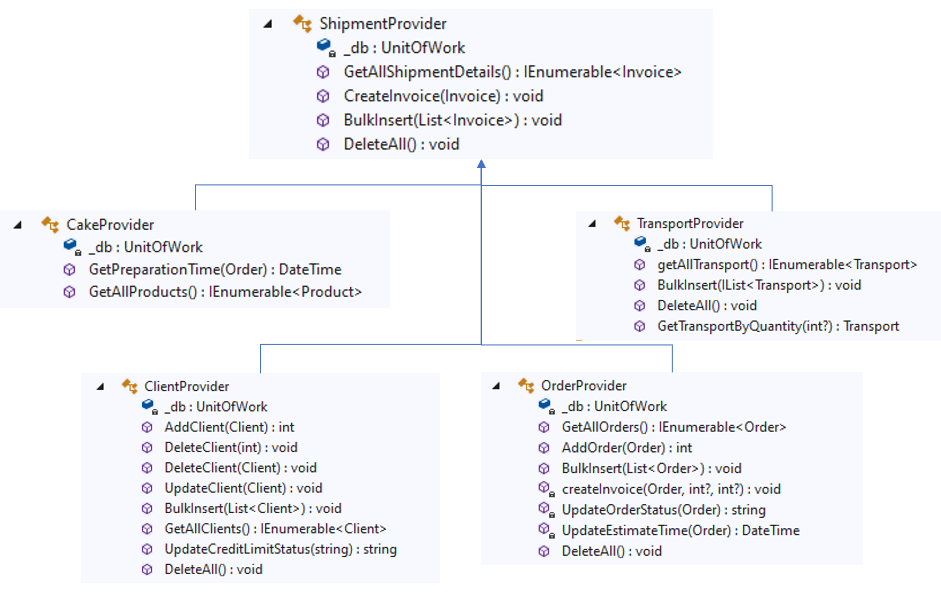 ShipmentProvider
_db : UnitOfWork
GetAllShipmentDetails() : IEnumerable<Invoice>
CreateInvoice(Invoice) : void
BulkInsert(List<Invoice>) : void
DeleteAll() : void
CakeProvider
_db : UnitOfWork
GetPreparationTime(Order) : DateTime
GetAllProducts() : IEnumerable<Product>
TransportProvider
_db : UnitOfWork
getAllTransport() : IEnumerable<Transport>
BulkInsert(IList<Transport>) : void
DeleteAll() : void
GetTransportByQuantity(int?) : Transport
ClientProvider
_db : UnitOfWork
AddClient(Client) : int
DeleteClient(int) : void
DeleteClient(Client) : void
UpdateClient(Client) : void
BulkInsert(List<Client>) : void
GetAllClients() : IEnumerable<Client>
UpdateCreditLimitStatus(string) : string
DeleteAll() : void
OrderProvider
_db : UnitOfWork
GetAllOrders() : IEnumerable<Order>
AddOrder(Order) : int
BulkInsert(List<Order>) : void
createInvoice(Order, int?, int?) : void
UpdateOrderStatus(Order) : string
UpdateEstimateTime(Order) : DateTime
DeleteAll() : void